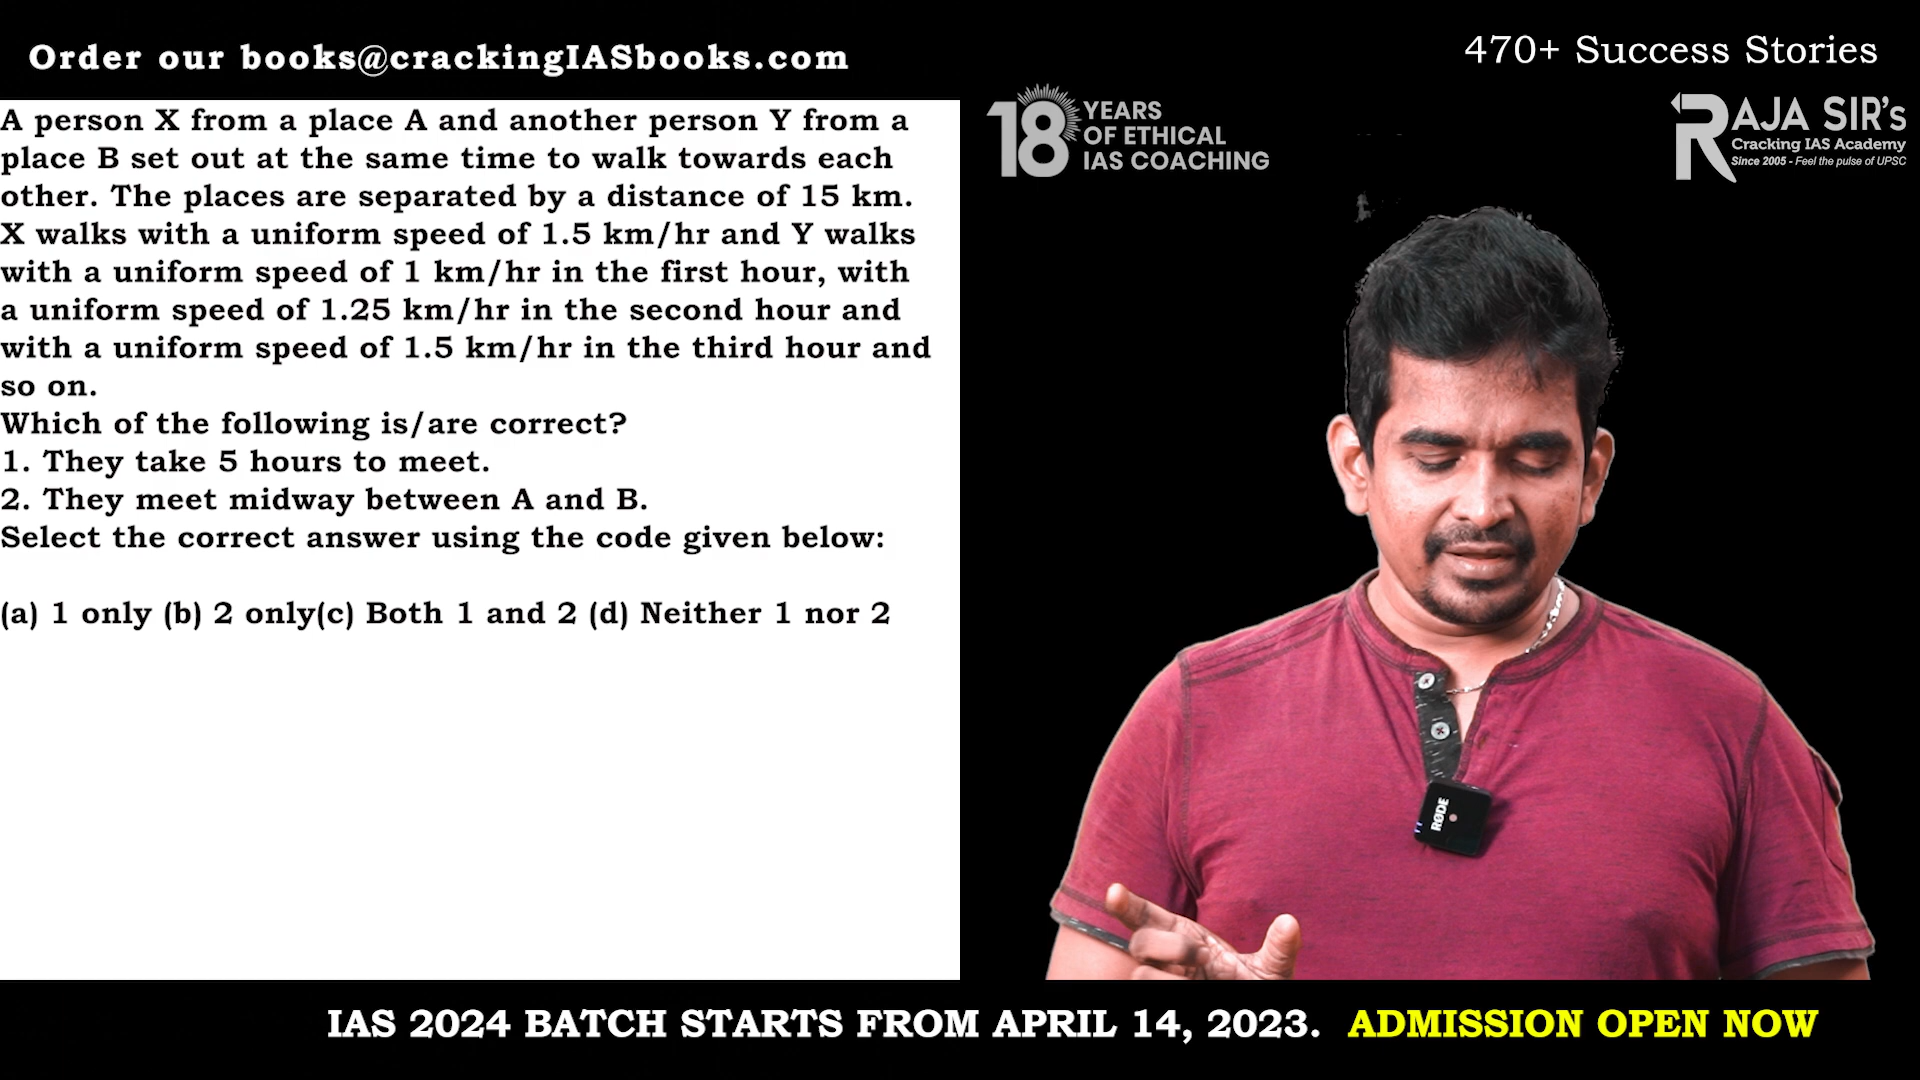 Order our books@crackingIASbooks.com
470+ Success Stories
18 YEARS
OF ETHICAL
IAS COACHING
RAJA SIR's
Cracking IAS Academy
Since 2005 - Feel the pulse of UPSC
A person X from a place A and another person Y from a
place B set out at the same time to walk towards each
other. The places are separated by a distance of 15 km.
X walks with a uniform speed of 1.5 km/hr and Y walks
with a uniform speed of 1 km/hr in the first hour, with
a uniform speed of 1.25 km/hr in the second hour and
with a uniform speed of 1.5 km/hr in the third hour and
so on.
Which of the following is/are correct?
1. They take 5 hours to meet.
2. They meet midway between A and B.
Select the correct answer using the code given below:
(a) 1 only (b) 2 only(c) Both 1 and 2 (d) Neither 1 nor 2
RØDE
IAS 2024 BATCH STARTS FROM APRIL 14, 2023. ADMISSION OPEN NOW